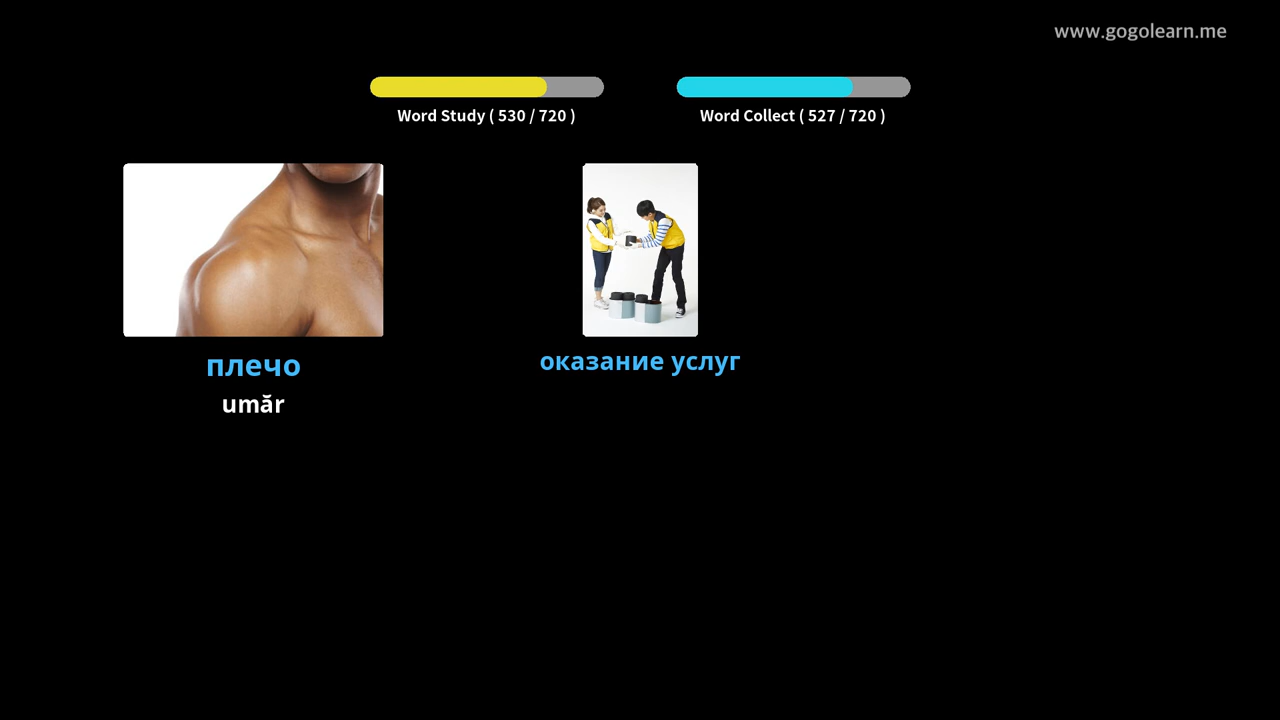 www.gogolearn.me
Word Study ( 530 / 720 )
Word Collect ( 527 / 720 )
плечо
umăr
оказание услуг